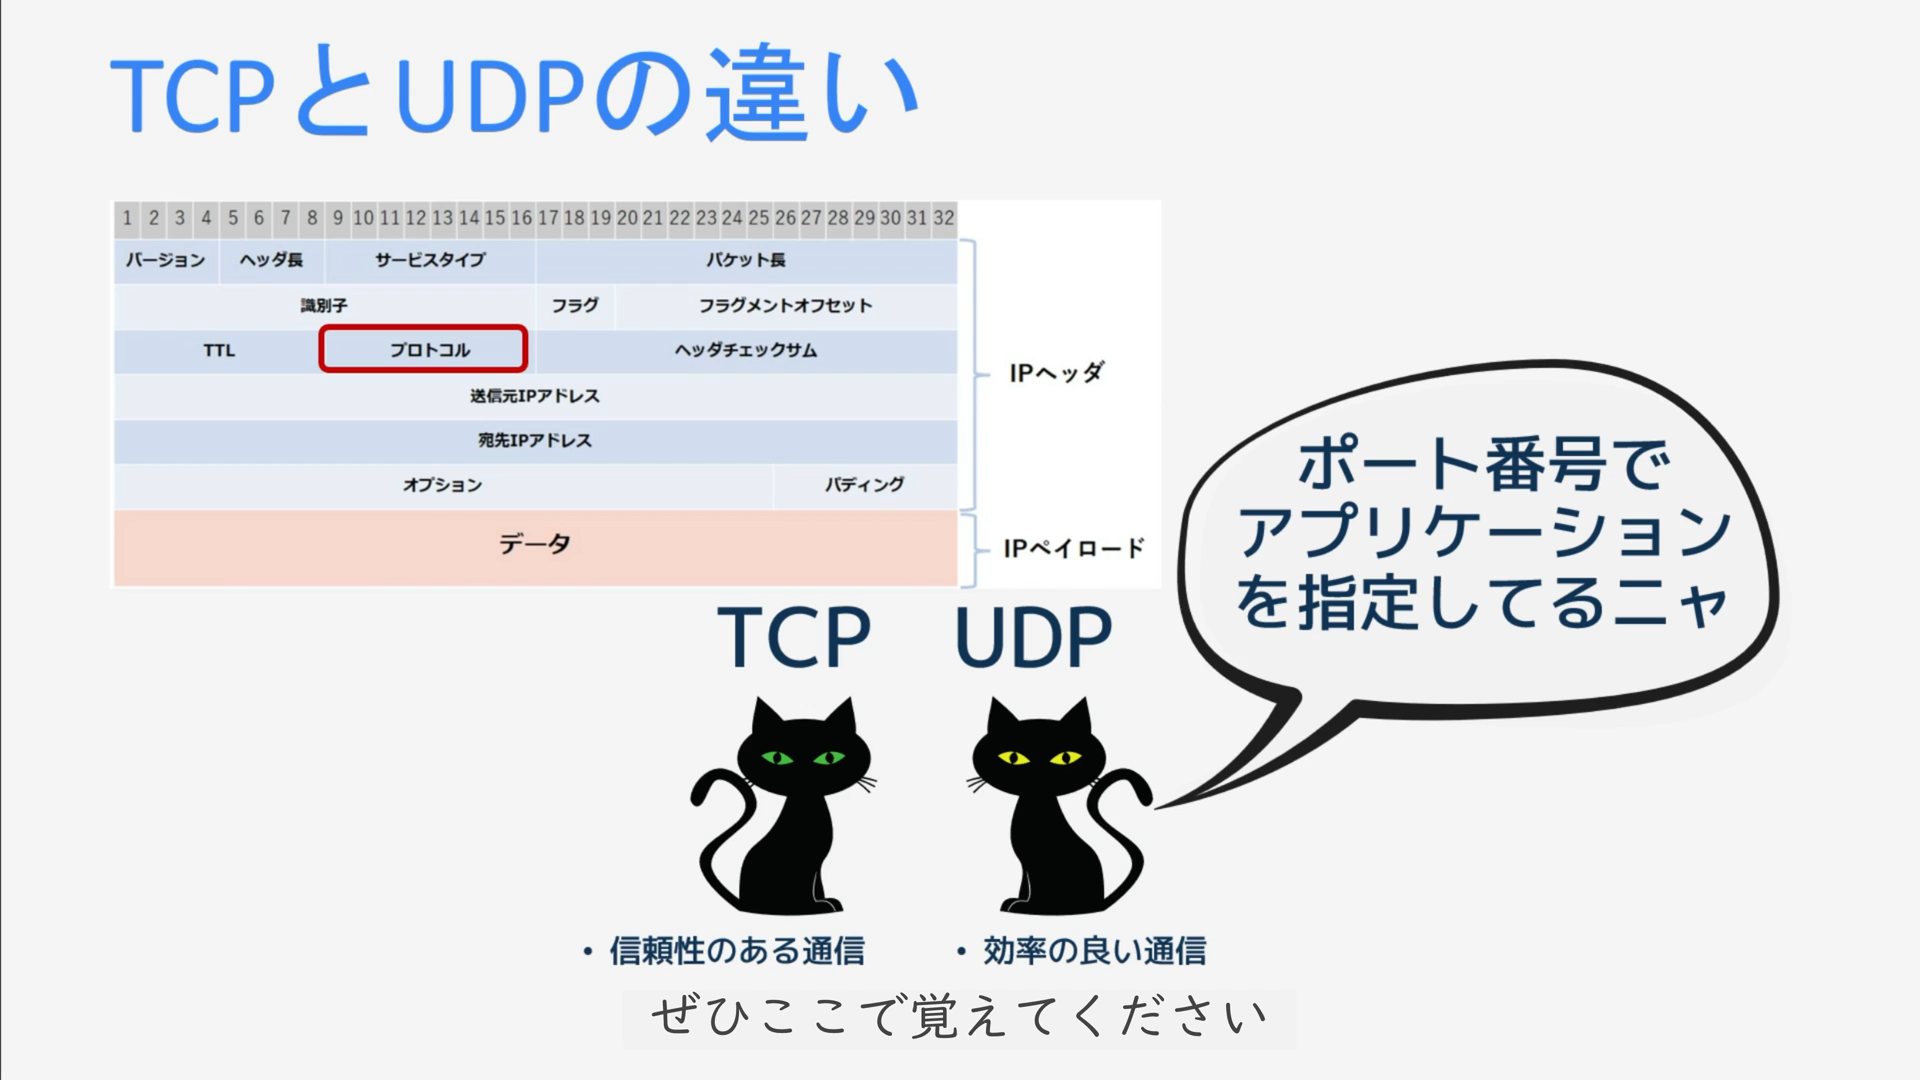 TCPとUDPの違い
1 2 3 4 5 6 7 8 9 10 11 12 13 14 15 16 17 18 19 20 21 22 23 24 25 26 27 28 29 30 31 32
バージョン ヘッダ長 サービスタイプ パケット長
識別子 フラグ フラグメントオフセット
TTL プロトコル ヘッダチェックサム
送信元IPアドレス
宛先IPアドレス
オプション パディング
データ
IPヘッダ
IPペイロード
ポート番号で
アプリケーション
を指定してるニャ
TCP UDP
• 信頼性のある通信
• 効率の良い通信
ぜひここで覚えてください